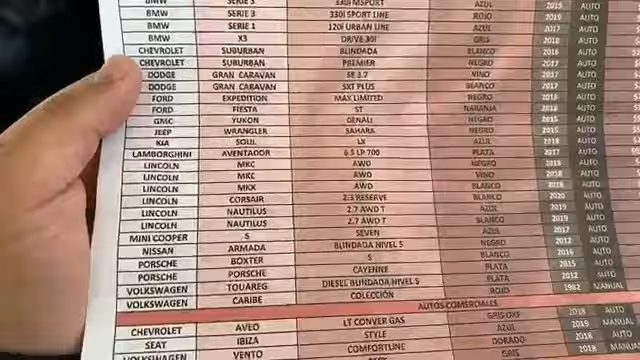 BMW SERIE 3 330I MSPORT AZUL 2019 AUTO
BMW SERIE 3 330I SPORT LINE ROJO 2019 AUTO
BMW SERIE 1 120I URBAN LINE AZUL 2017 AUTO
BMW X3 DRIVE 30I GRIS 2018 AUTO
CHEVROLET SUBURBAN BLINDADA BLANCO 2016 AUTO
CHEVROLET SUBURBAN PREMIER NEGRO 2017 AUTO
DODGE GRAN CARAVAN SE 3.7 VINO 2017 AUTO
DODGE GRAN CARAVAN SXT PLUS BLANCO 2017 AUTO
FORD EXPEDITION MAX LIMITED NEGRO 2018 AUTO
FORD FIESTA ST NARANJA 2018 AUTO
GMC YUKON DENALI NEGRO 2015 AUTO
JEEP WRANGLER SAHARA NEGRO 2015 AUTO
KIA SOUL LX AZUL 2018 AUTO
LAMBORGHINI AVENTADOR 6.5 LP 700 PLATA 2017 AUTO
LINCOLN MKC AWD NEGRO 2019 AUTO
LINCOLN MKC AWD VINO 2018 AUTO
LINCOLN MKX AWD BLANCO 2018 AUTO
LINCOLN CORSAIR 2.3 RESERVE BLANCO 2020 AUTO
LINCOLN NAUTILUS 2.7 AWD T AZUL 2019 AUTO
LINCOLN NAUTILUS 2.7 AWD T BLANCO 2019 AUTO
MINI COOPER S SEVEN AZUL 2017 AUTO
NISSAN ARMADA BLINDADA NIVEL 5 NEGRO 2012 AUTO
PORSCHE BOXTER S BLANCO 2016 AUTO
PORSCHE PORSCHE CAYENNE PLATA 2015 AUTO
VOLKSWAGEN TOUAREG DIESEL BLINDADA NIVEL 5 PLATA 2012 AUTO
VOLKSWAGEN CARIBE COLECCIÓN ROJO 1982 MANUAL
AUTOS COMERCIALES
CHEVROLET AVEO LT CONVER GAS GRIS-OXF 2018 AUTO
SEAT IBIZA STYLE AZUL 2019 MANUAL
VOLKSWAGEN VENTO COMFORTLINE DORADO 2018 AUTO
GRIS 2018 MANUAL